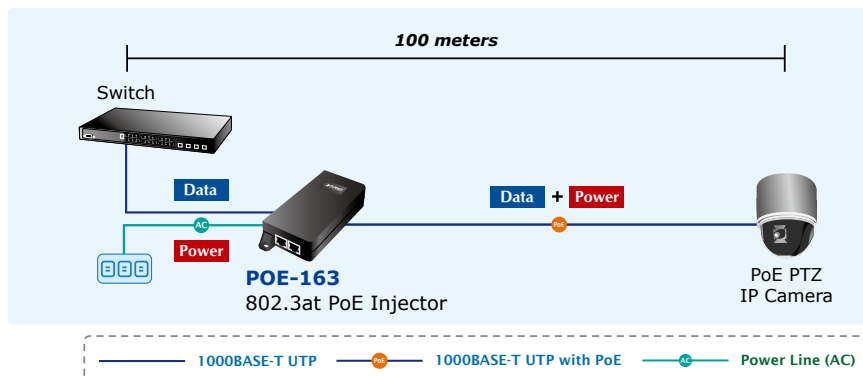 100 meters
Switch
Data
AC
Power
Data + Power
PoE
POE-163
802.3at PoE Injector
PoE PTZ
IP Camera
1000BASE-T UTP
PoE
1000BASE-T UTP with PoE
AC
Power Line (AC)